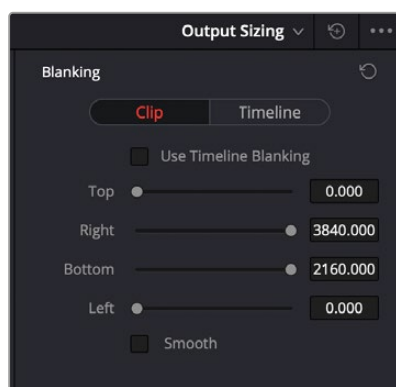 Output Sizing
Blanking
Clip Timeline
Use Timeline Blanking
Top 0.000
Right 3840.000
Bottom 2160.000
Left 0.000
Smooth